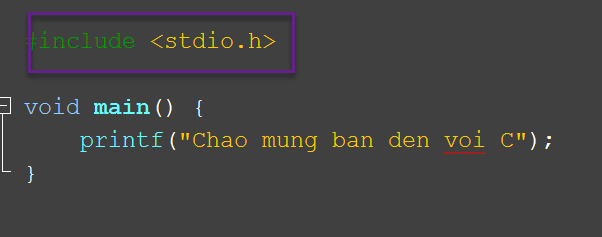 #include <stdio.h>
void main() {
printf("Chao mung ban den voi C");
}